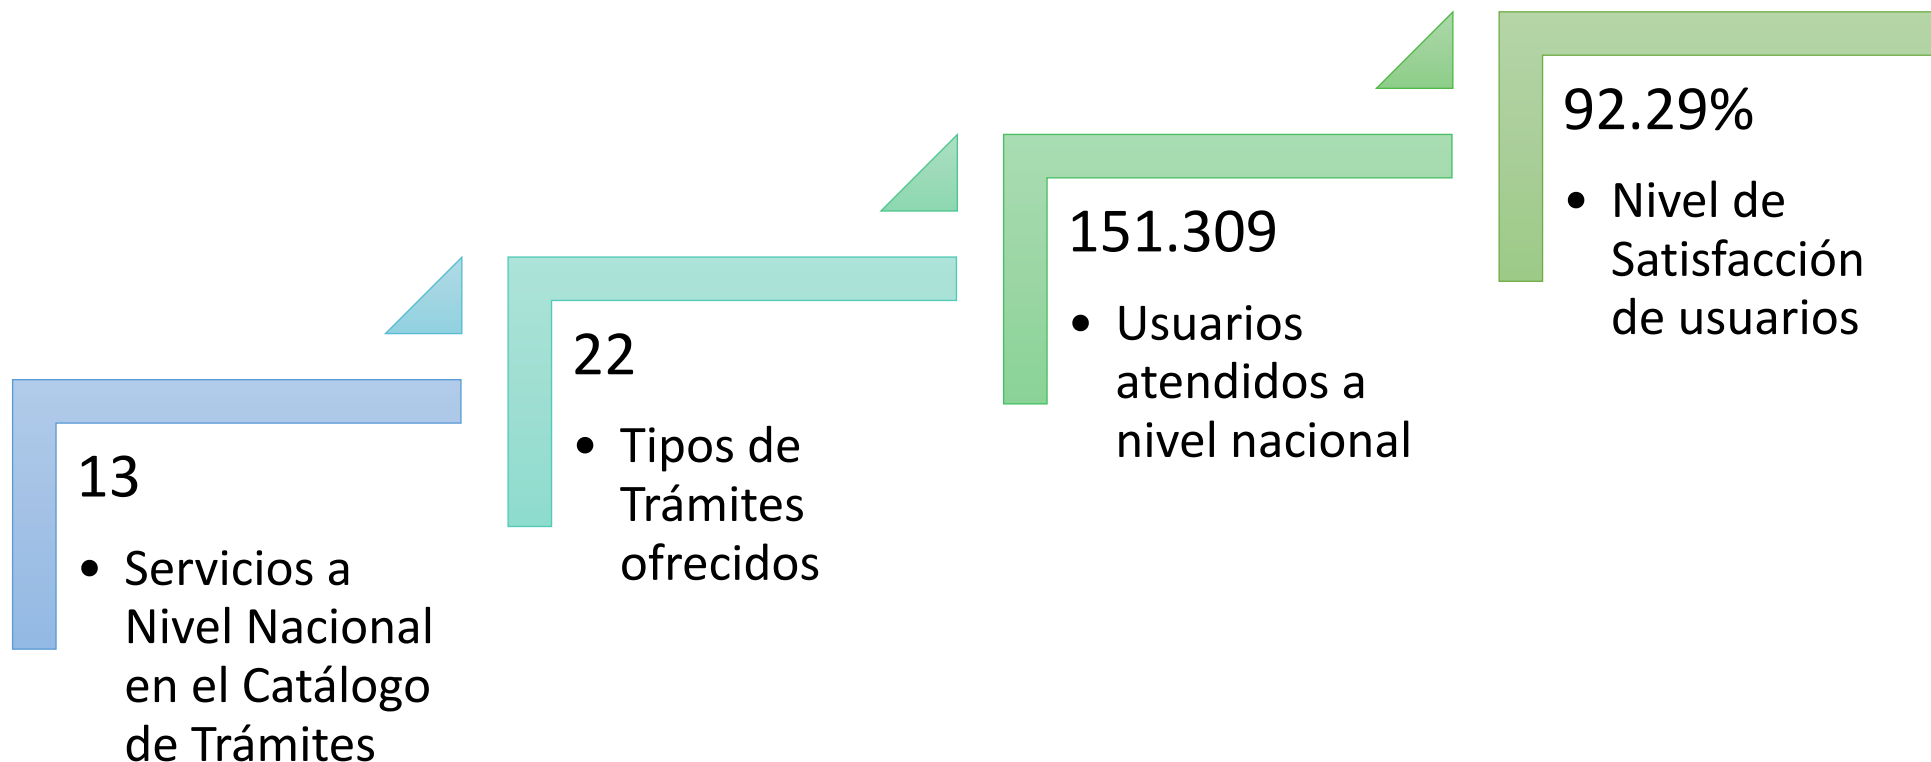 13
• Servicios a
Nivel Nacional
en el Catálogo
de Trámites
22
• Tipos de
Trámites
ofrecidos
151.309
• Usuarios
atendidos a
nivel nacional
92.29%
• Nivel de
Satisfacción
de usuarios